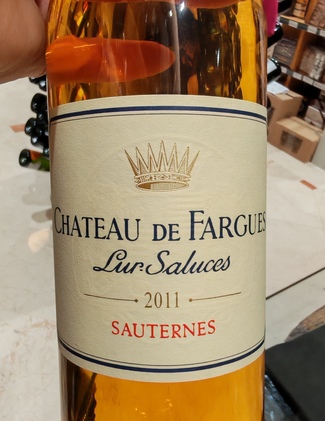 CHATEAU DE FARGUES
Lur-Saluces
2011
SAUTERNES